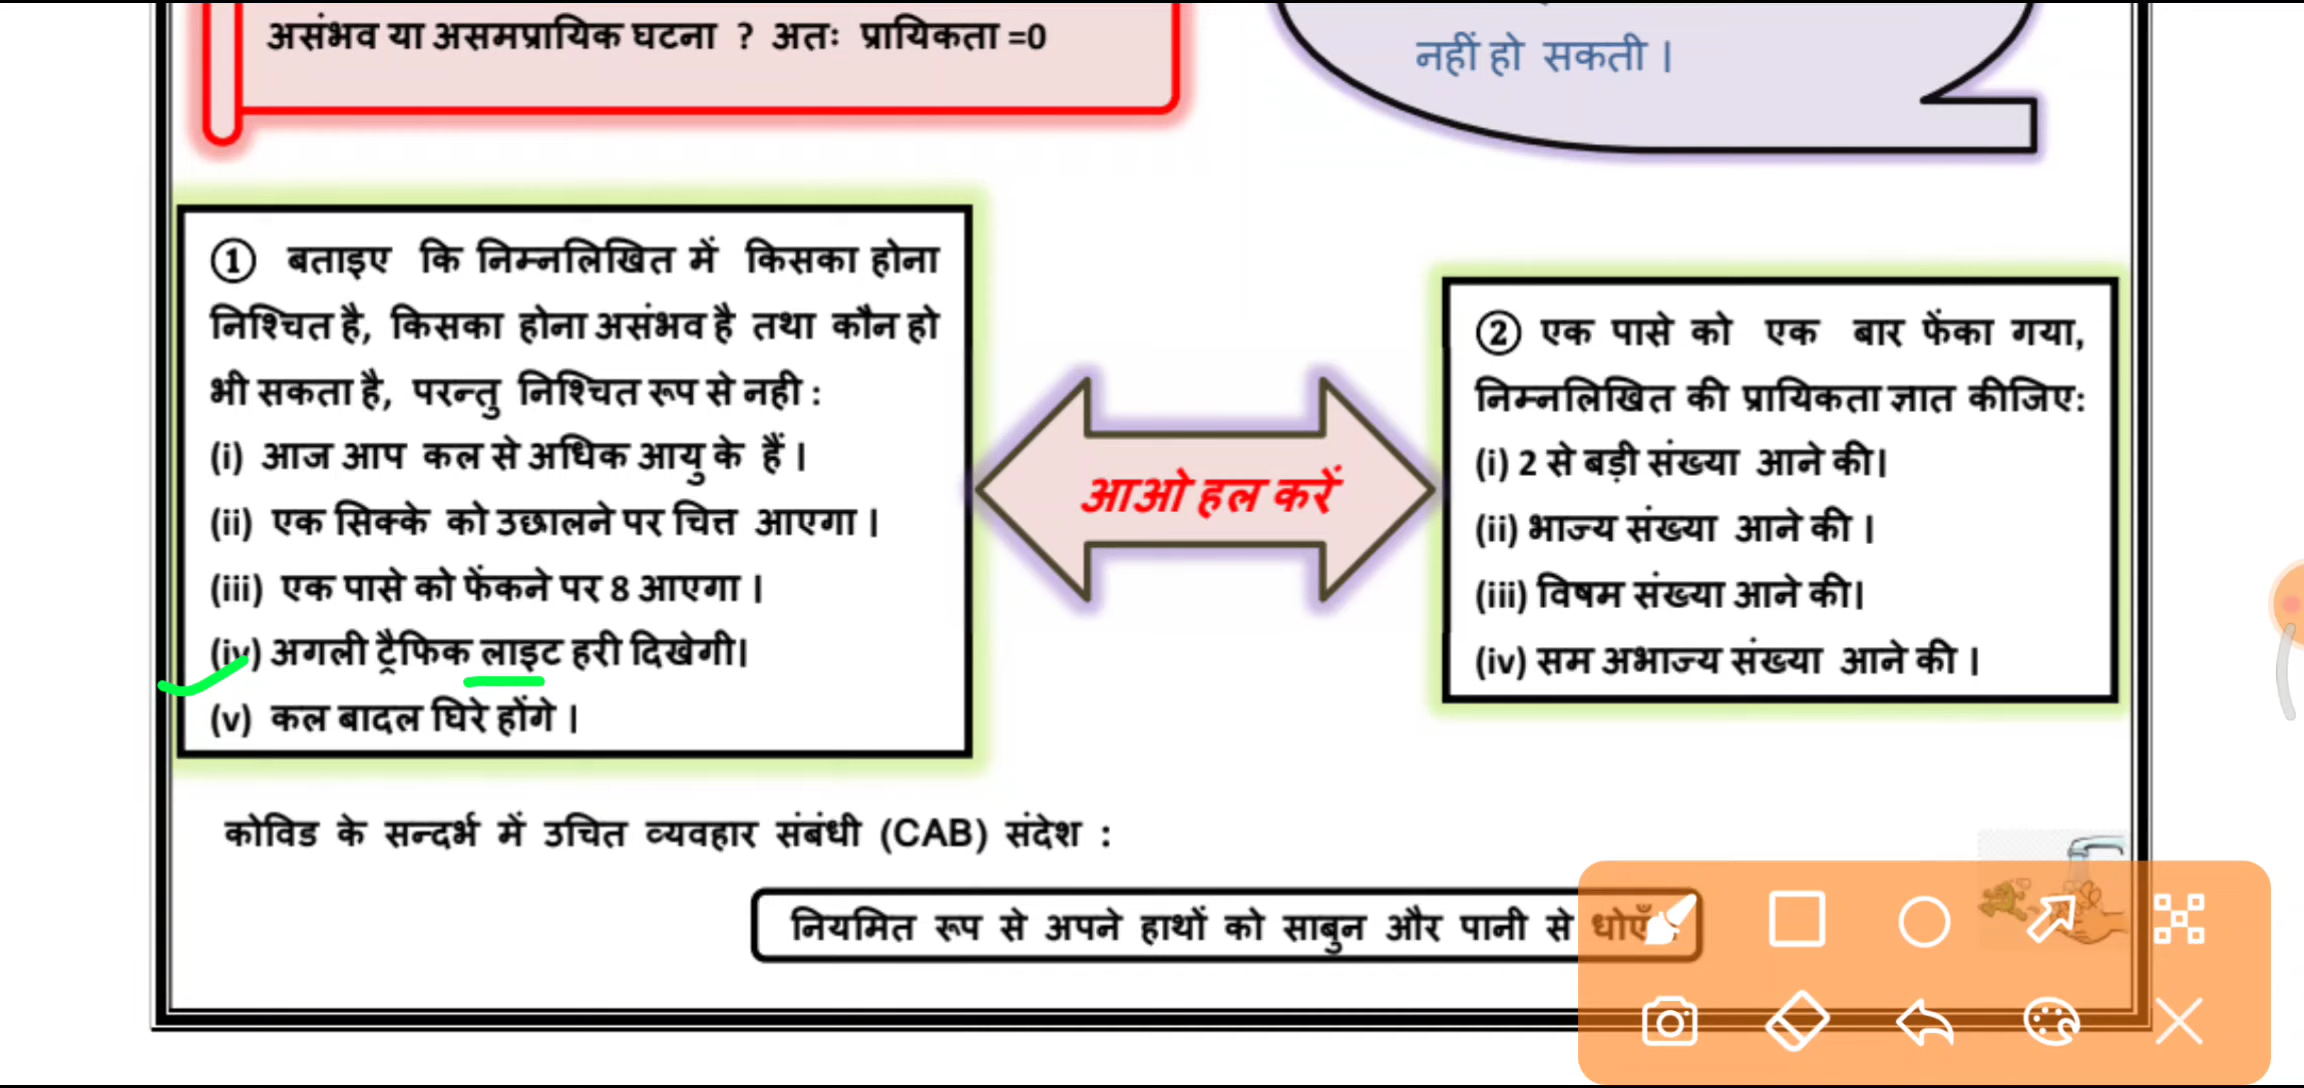 असंभव या असमप्रायिक घटना ? अतः प्रायिकता =0
नहीं हो सकती ।
① बताइए कि निम्नलिखित में किसका होना
निश्चित है, किसका होना असंभव है तथा कौन हो
भी सकता है, परन्तु निश्चित रूप से नही :
(i) आज आप कल से अधिक आयु के हैं ।
(ii) एक सिक्के को उछालने पर चित्त आएगा ।
(iii) एक पासे को फेंकने पर 8 आएगा ।
(iv) अगली ट्रैफिक लाइट हरी दिखेगी।
(v) कल बादल घिरे होंगे ।
आओ हल करें
② एक पासे को एक बार फेंका गया,
निम्नलिखित की प्रायिकता ज्ञात कीजिए:
(i) 2 से बड़ी संख्या आने की।
(ii) भाज्य संख्या आने की ।
(iii) विषम संख्या आने की।
(iv) सम अभाज्य संख्या आने की ।
कोविड के सन्दर्भ में उचित व्यवहार संबंधी (CAB) संदेश :
नियमित रूप से अपने हाथों को साबुन और पानी से धोएँ